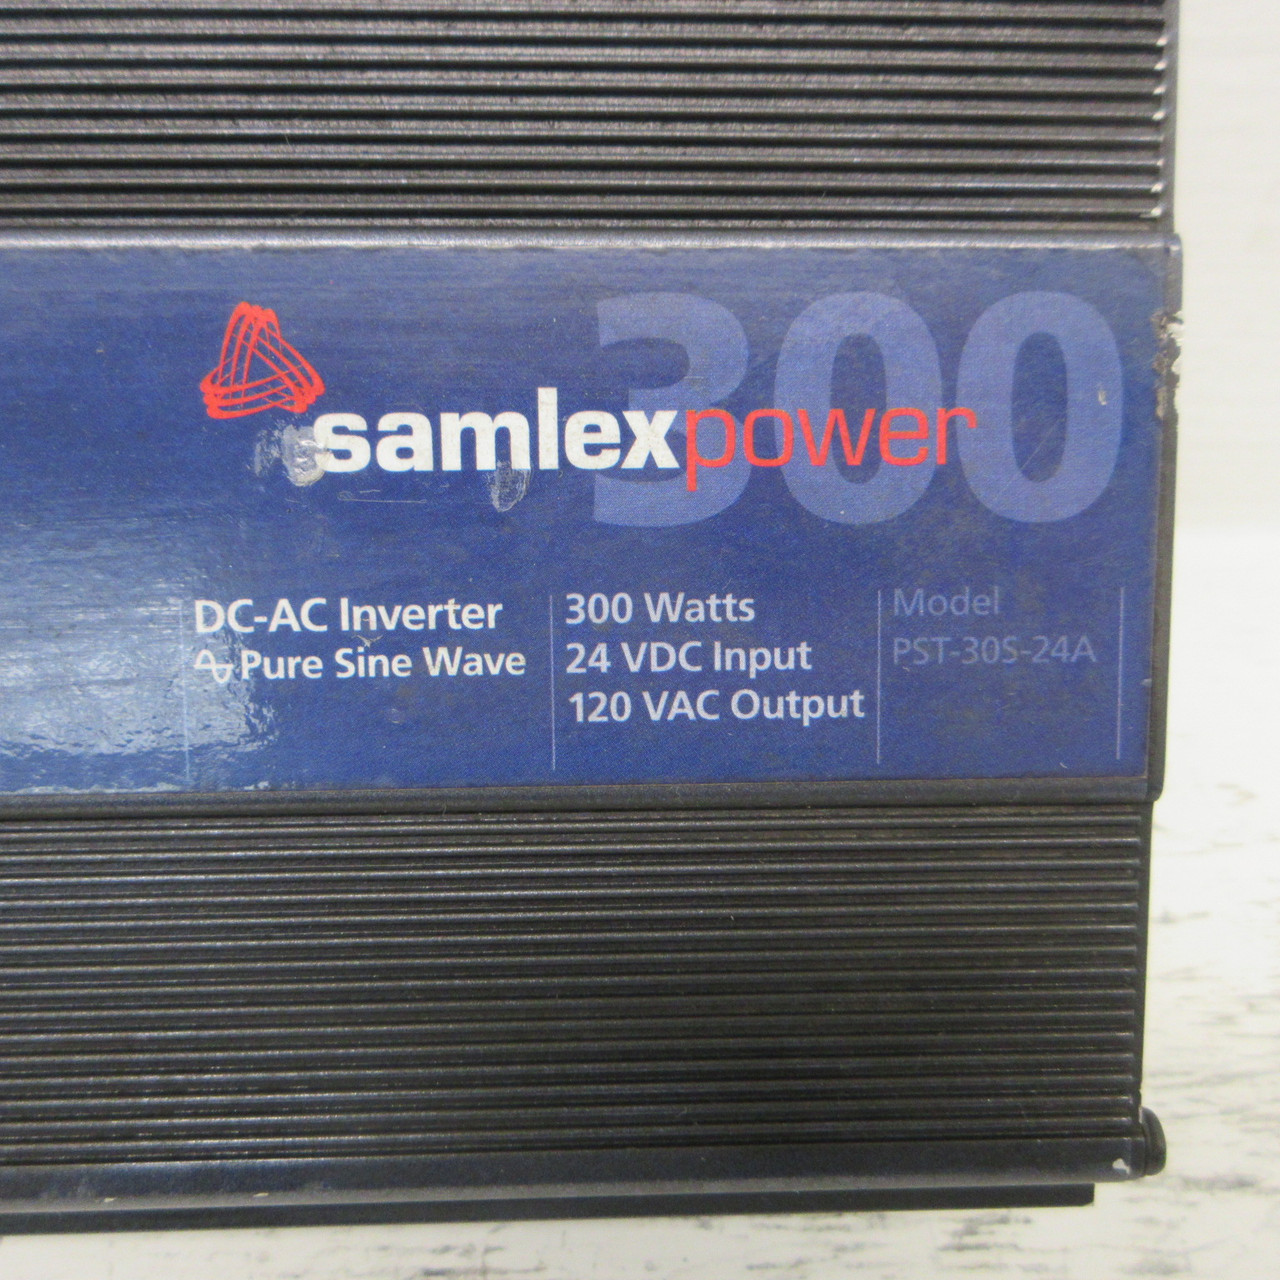 300
samlexpower
DC-AC Inverter
Pure Sine Wave
300 Watts
24 VDC Input
120 VAC Output
Model
PST-30S-24A